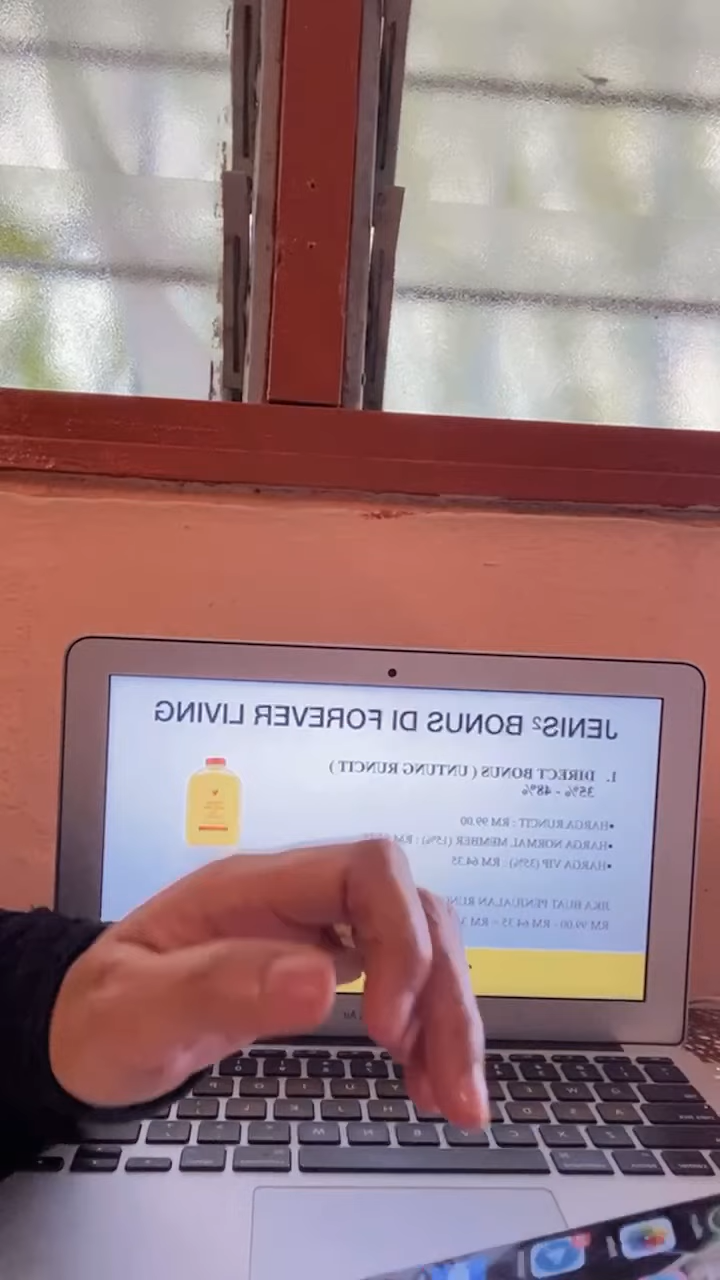 JENIS² BONUS DI FOREVER LIVING
1. DIRECT BONUS ( UNTUNG RUNCIT )
35% - 48%
•HARGA RUNCIT : RM 99.00
•HARGA NORMAL MEMBER (15%) : RM
•HARGA VIP (35%) : RM 64.35
JIKA BUAT PENJUALAN
RM 99.00 - RM 64.35 = RM